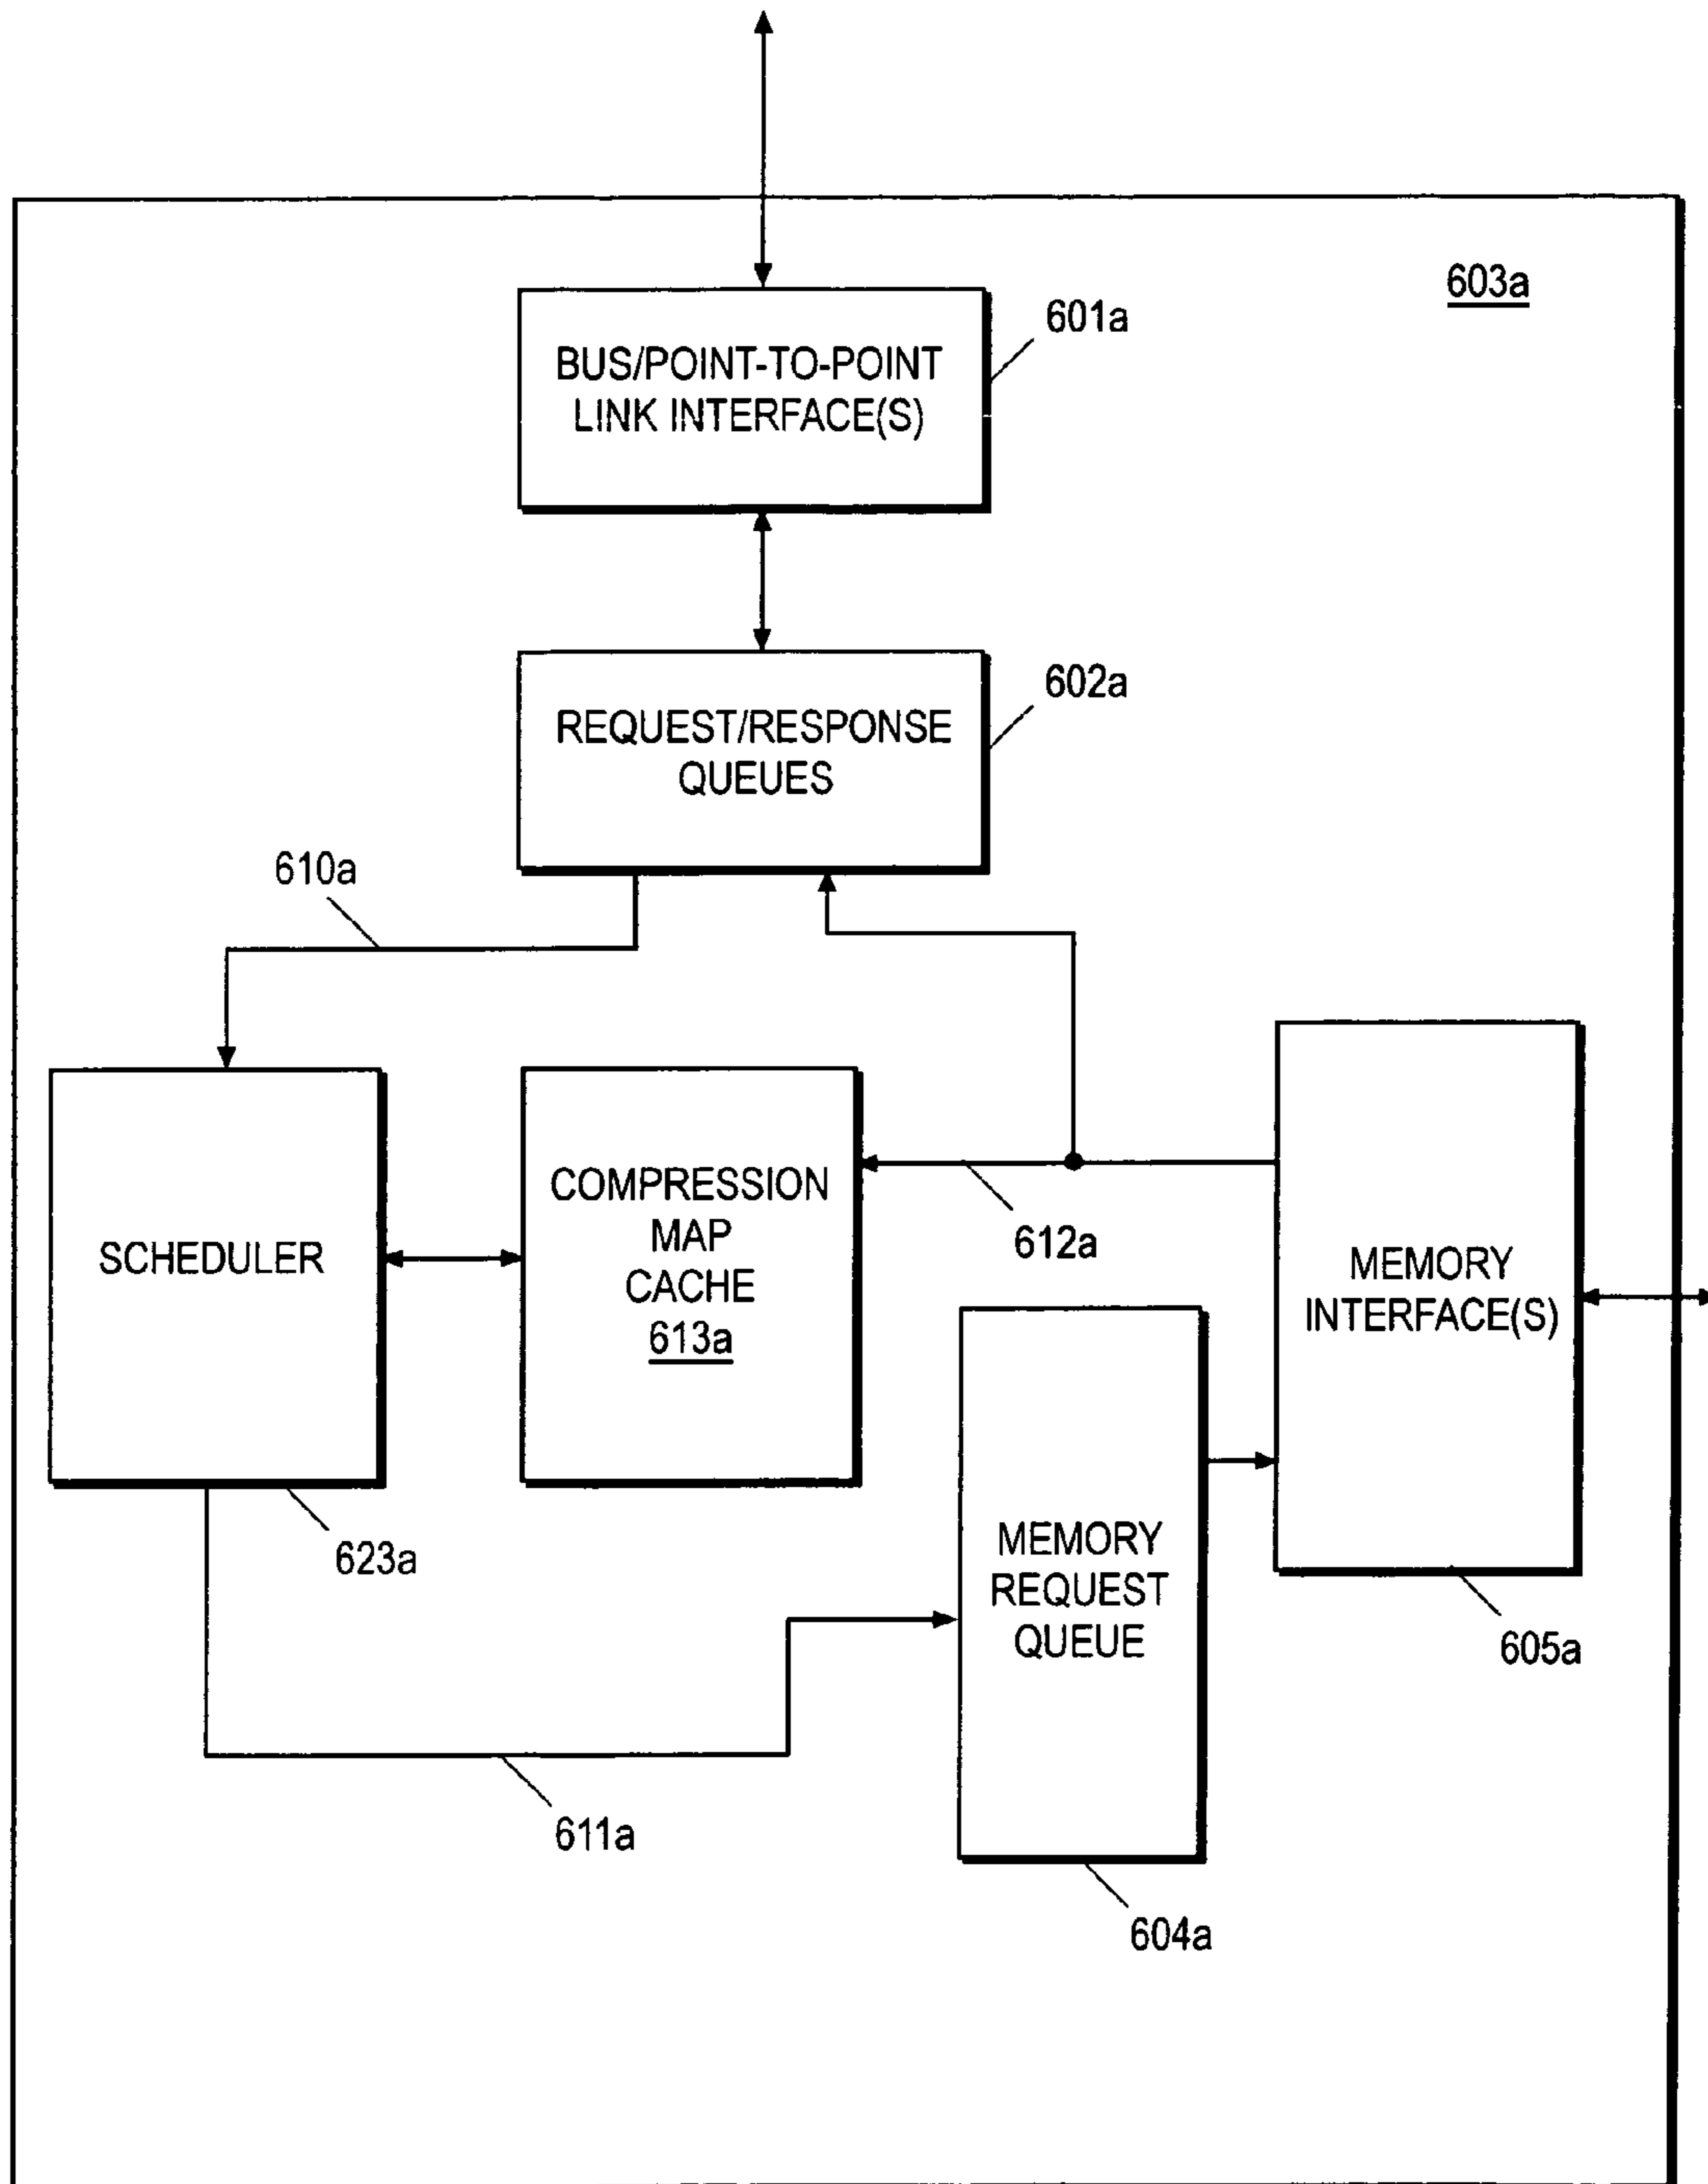 603a
601a
BUS/POINT-TO-POINT
LINK INTERFACE(S)
602a
REQUEST/RESPONSE
QUEUES
610a
COMPRESSION
MAP
CACHE
613a
612a
SCHEDULER
MEMORY
INTERFACE(S)
623a
MEMORY
REQUEST
QUEUE
605a
611a
604a